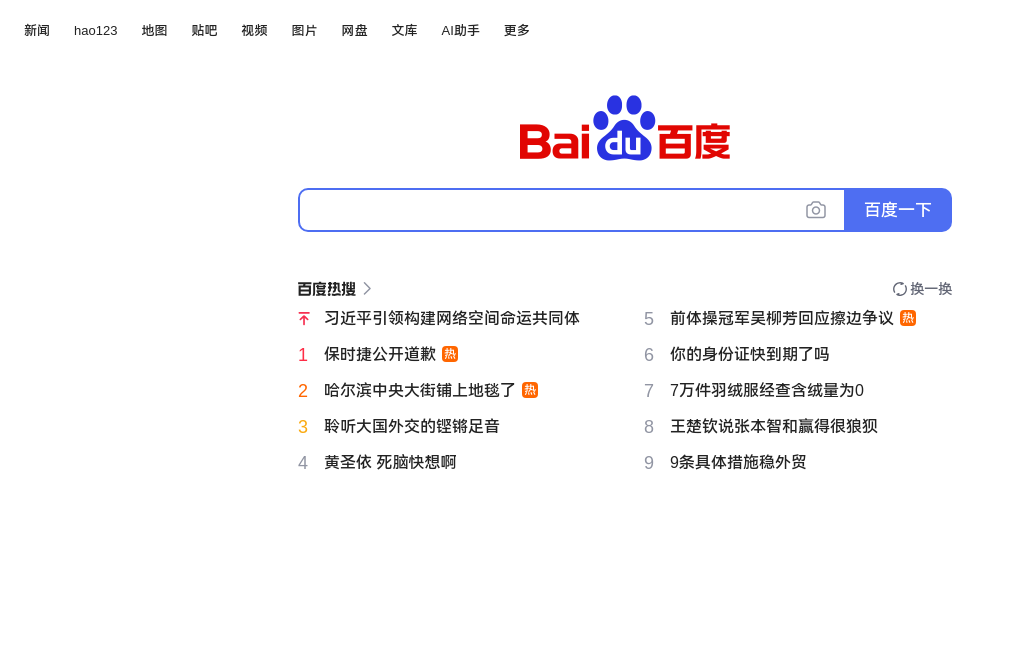 新闻 hao123 地图 贴吧 视频 图片 网盘 文库 AI助手 更多
Bai du 百度
百度一下
百度热搜 换一换
习近平引领构建网络空间命运共同体
1 保时捷公开道歉 热
2 哈尔滨中央大街铺上地毯了 热
3 聆听大国外交的铿锵足音
4 黄圣依 死脑快想啊
5 前体操冠军吴柳芳回应擦边争议 热
6 你的身份证快到期了吗
7 7万件羽绒服经查含绒量为0
8 王楚钦说张本智和赢得很狼狈
9 9条具体措施稳外贸